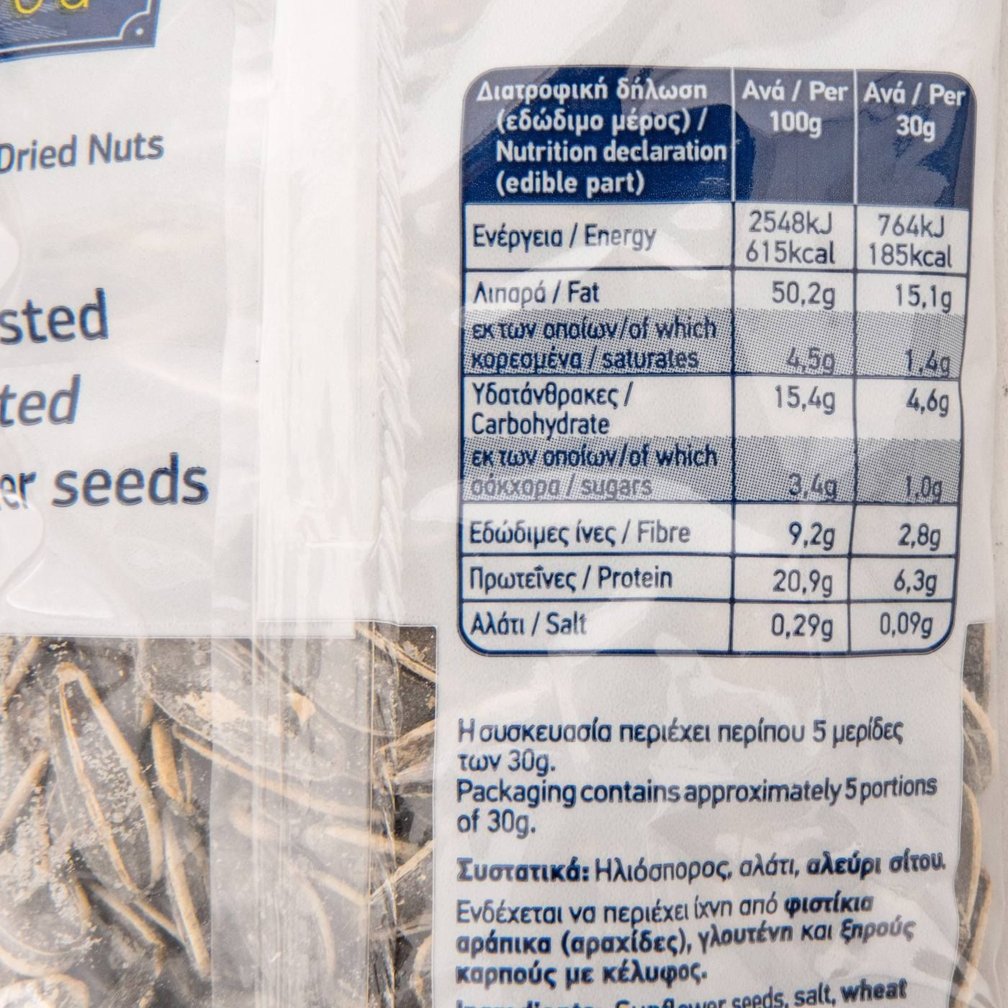 Dried Nuts
sted
ted
er seeds
Διατροφική δήλωση
(εδώδιμο μέρος) /
Nutrition declaration
(edible part)
Ανά / Per
100g
Ανά / Per
30g
Ενέργεια / Energy
2548kJ
615kcal
764kJ
185kcal
Λιπαρά / Fat
50,2g
15,1g
εκ των οποίων/of which
κορεσμένα / saturates
4,5g
1,4g
Υδατάνθρακες /
Carbohydrate
15,4g
4,6g
εκ των οποίων/of which
σάκχαρα / sugars
3,4g
1,0g
Εδώδιμες ίνες / Fibre
9,2g
2,8g
Πρωτεΐνες / Protein
20,9g
6,3g
Αλάτι / Salt
0,29g
0,09g
Η συσκευασία περιέχει περίπου 5 μερίδες
των 30g.
Packaging contains approximately 5 portions
of 30g.
Συστατικά: Ηλιόσπορος, αλάτι, αλεύρι σίτου.
Ενδέχεται να περιέχει ίχνη από φιστίκια
αράπικα (αραχίδες), γλουτένη και ξηρούς
καρπούς με κέλυφος.
Sunflower seeds, salt, wheat